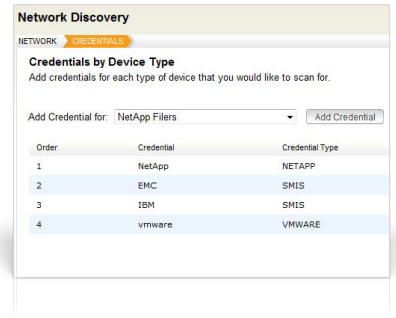 Network Discovery
NETWORK CREDENTIALS
Credentials by Device Type
Add credentials for each type of device that you would like to scan for.
Add Credential for: NetApp Filers Add Credential
Order Credential Credential Type
1 NetApp NETAPP
2 EMC SMIS
3 IBM SMIS
4 vmware VMWARE